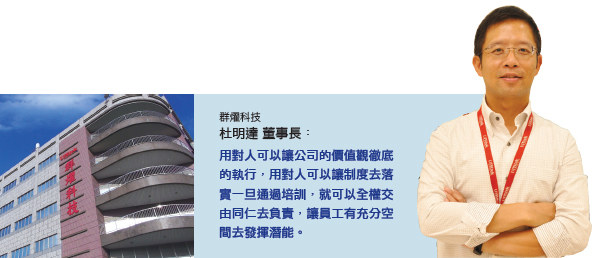 群燿科技
群燿科技
杜明達 董事長：
用對人可以讓公司的價值觀徹底
的執行，用對人可以讓制度去落
實一旦通過培訓，就可以全權交
由同仁去負責，讓員工有充分空
間去發揮潛能。